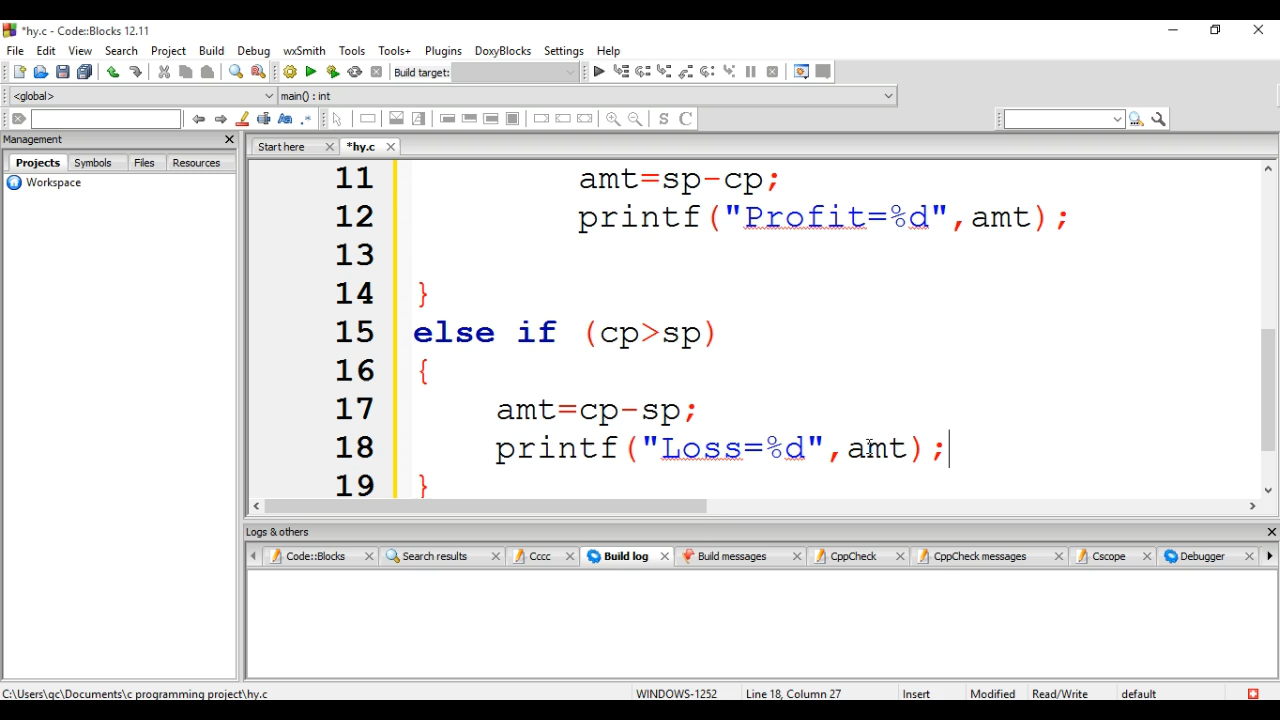 *hy.c - Code::Blocks 12.11
File Edit View Search Project Build Debug wxSmith Tools Tools+ Plugins DoxyBlocks Settings Help
Build target:
<global> main() : int
Management
Start here *hy.c
Projects Symbols Files Resources
Workspace
11 amt=sp-cp;
12 printf("Profit=%d",amt);
13
14 }
15 else if (cp>sp)
16 {
17 amt=cp-sp;
18 printf("Loss=%d",amt);
19 }
Logs & others
Code::Blocks Search results Cccc Build log Build messages CppCheck CppCheck messages Cscope Debugger
C:\Users\qc\Documents\c programming project\hy.c WINDOWS-1252 Line 18, Column 27 Insert Modified Read/Write default